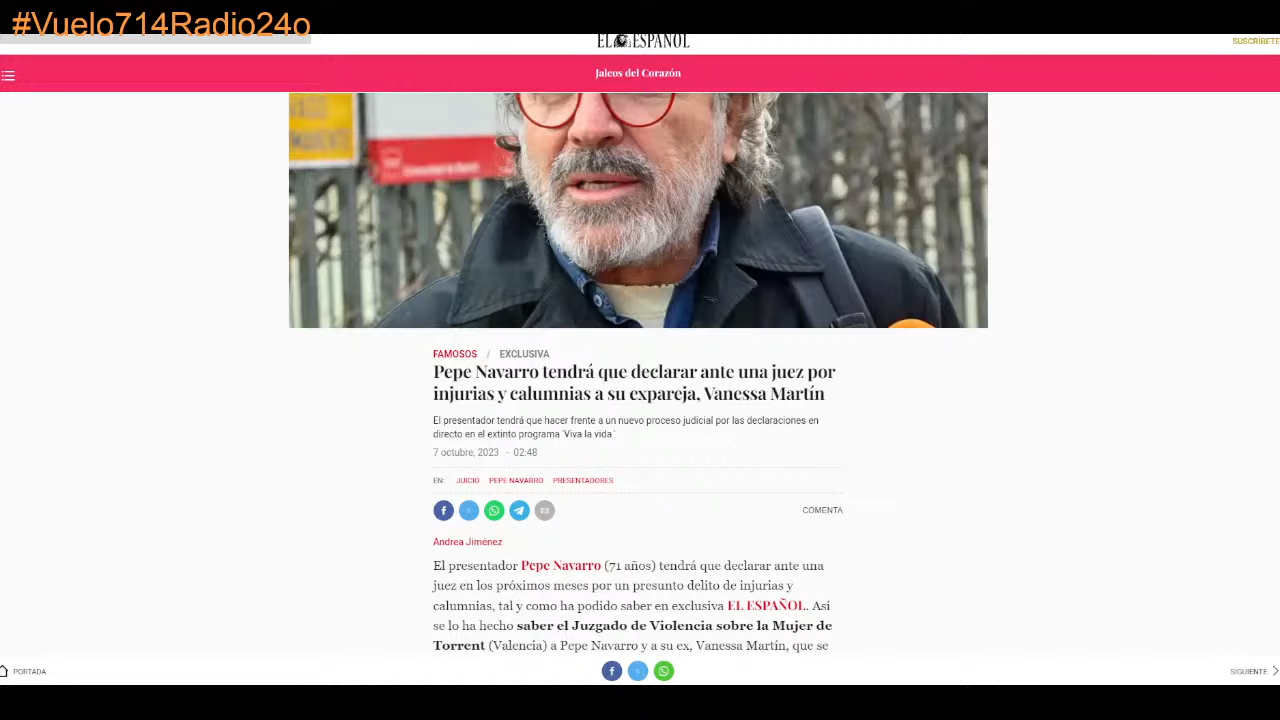 #Vuelo714Radio24o
EL ESPAÑOL
SUSCRÍBETE
Jaleos del Corazón
FAMOSOS / EXCLUSIVA
Pepe Navarro tendrá que declarar ante una juez por
injurias y calumnias a su expareja, Vanessa Martín
El presentador tendrá que hacer frente a un nuevo proceso judicial por las declaraciones en
directo en el extinto programa 'Viva la vida'.
7 octubre, 2023 - 02:48
EN: JUICIO PEPE NAVARRO PRESENTADORES
COMENTA
Andrea Jiménez
El presentador Pepe Navarro (71 años) tendrá que declarar ante una
juez en los próximos meses por un presunto delito de injurias y
calumnias, tal y como ha podido saber en exclusiva EL ESPAÑOL. Así
se lo ha hecho saber el Juzgado de Violencia sobre la Mujer de
Torrent (Valencia) a Pepe Navarro y a su ex, Vanessa Martín, que se
PORTADA
SIGUIENTE